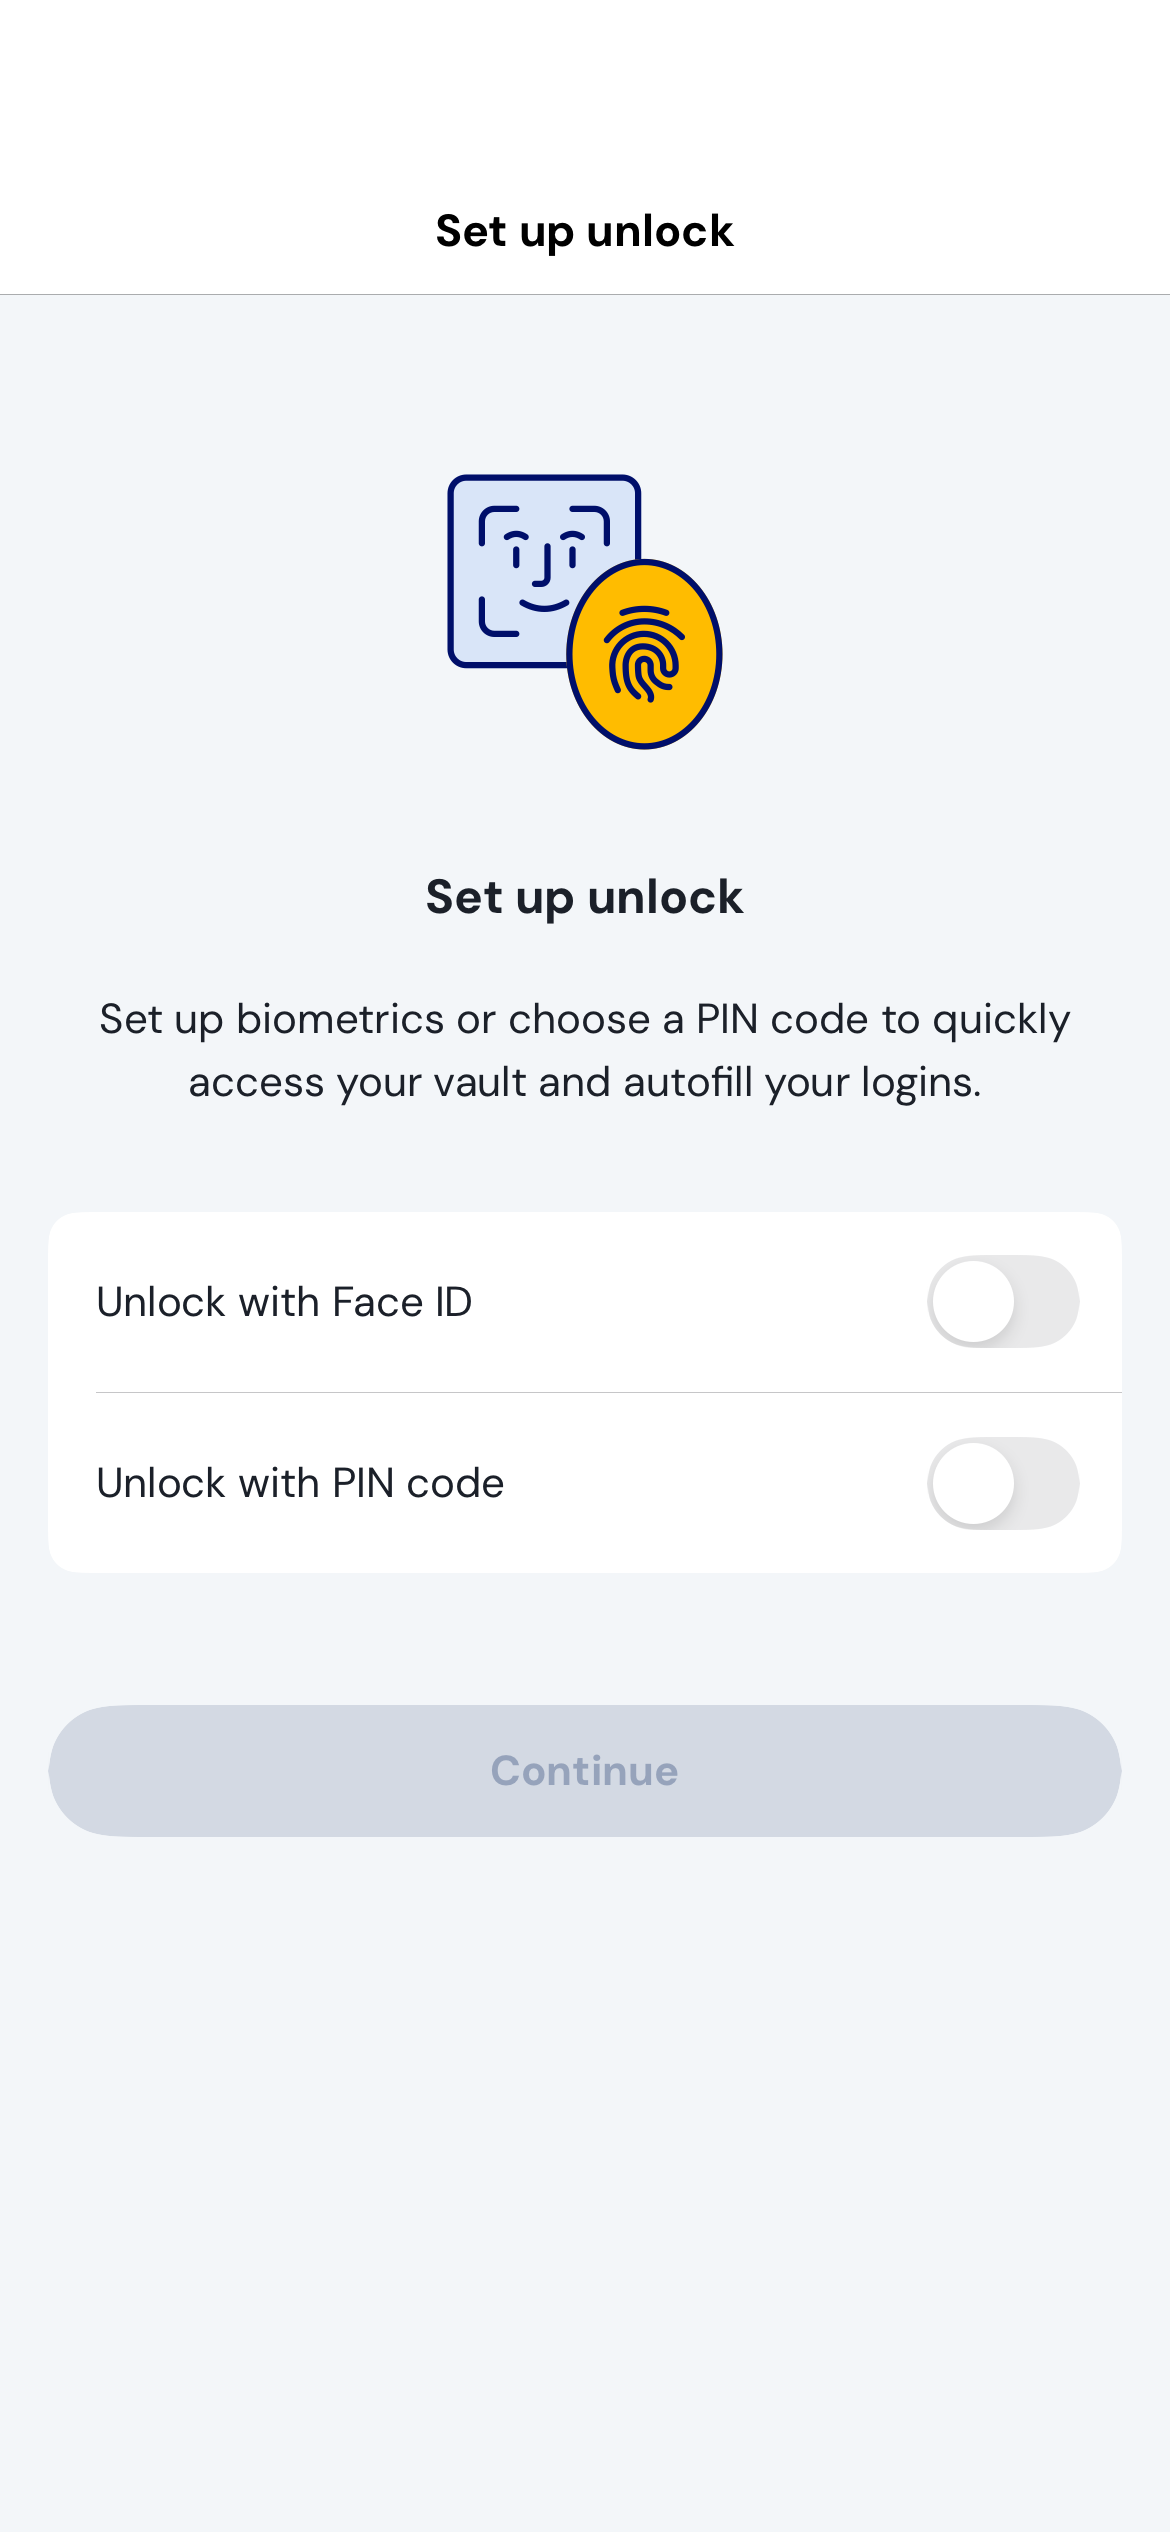 Set up unlock
Set up unlock
Set up biometrics or choose a PIN code to quickly
access your vault and autofill your logins.
Unlock with Face ID
Unlock with PIN code
Continue